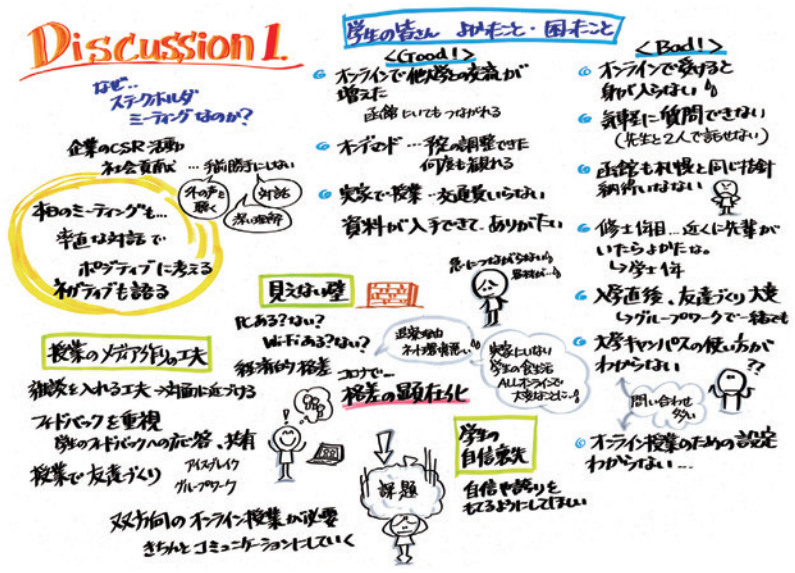 Discussion 1.
なぜ…
ステークホルダ
ミーティングなのか?
企業のCSR活動
社会貢献 …手前勝手にしない
外の声を
聴く
対話
深い理解
本日のミーティングも…
率直な対話で
ポジティブに考える
ネガティブも語る
学生の皆さん よかったこと・困ったこと
<Good!>
オンラインで他大学との交流が
増えた
函館にいてもつながれる
オンデマンド…予定の調整できた
何度も観れる
実家で授業…交通費いらない
資料が入手できて、ありがたい
<Bad!>
オンラインで受けると
身が入らない
気軽に質問できない
(先生と2人で話せない)
函館も札幌と同じ指針
納得いかない
修士1年目…近くに先輩が
いたらよかったな。
↳学士1年
入学直後、友達づくり大変
↳グループワークで一緒でも
大学キャンパスの使い方が
わからない
??
問い合わせ
多い
オンライン授業のための設定
わからない…
見えない壁
PCある?ない?
Wi-Fiある?ない?
経済的格差
コロナで…
格差の顕在化
急につながらない
退薬理由
ネット環境悪い
実家にいない
学生の食生活
ALLオンラインで
大変なことに…
授業のメディア作りの工夫
雑談を入れる工夫→対面に近づける
フィードバックを重視
学生のフィードバックへの応答、共有
授業で友達づくり
アイスブレイク
グループワーク
双方向のオンライン授業が必要
きちんとコミュニケーションにしていく
課題
学生の
自信喪失
自信や誇りを
もてるようにしてほしい